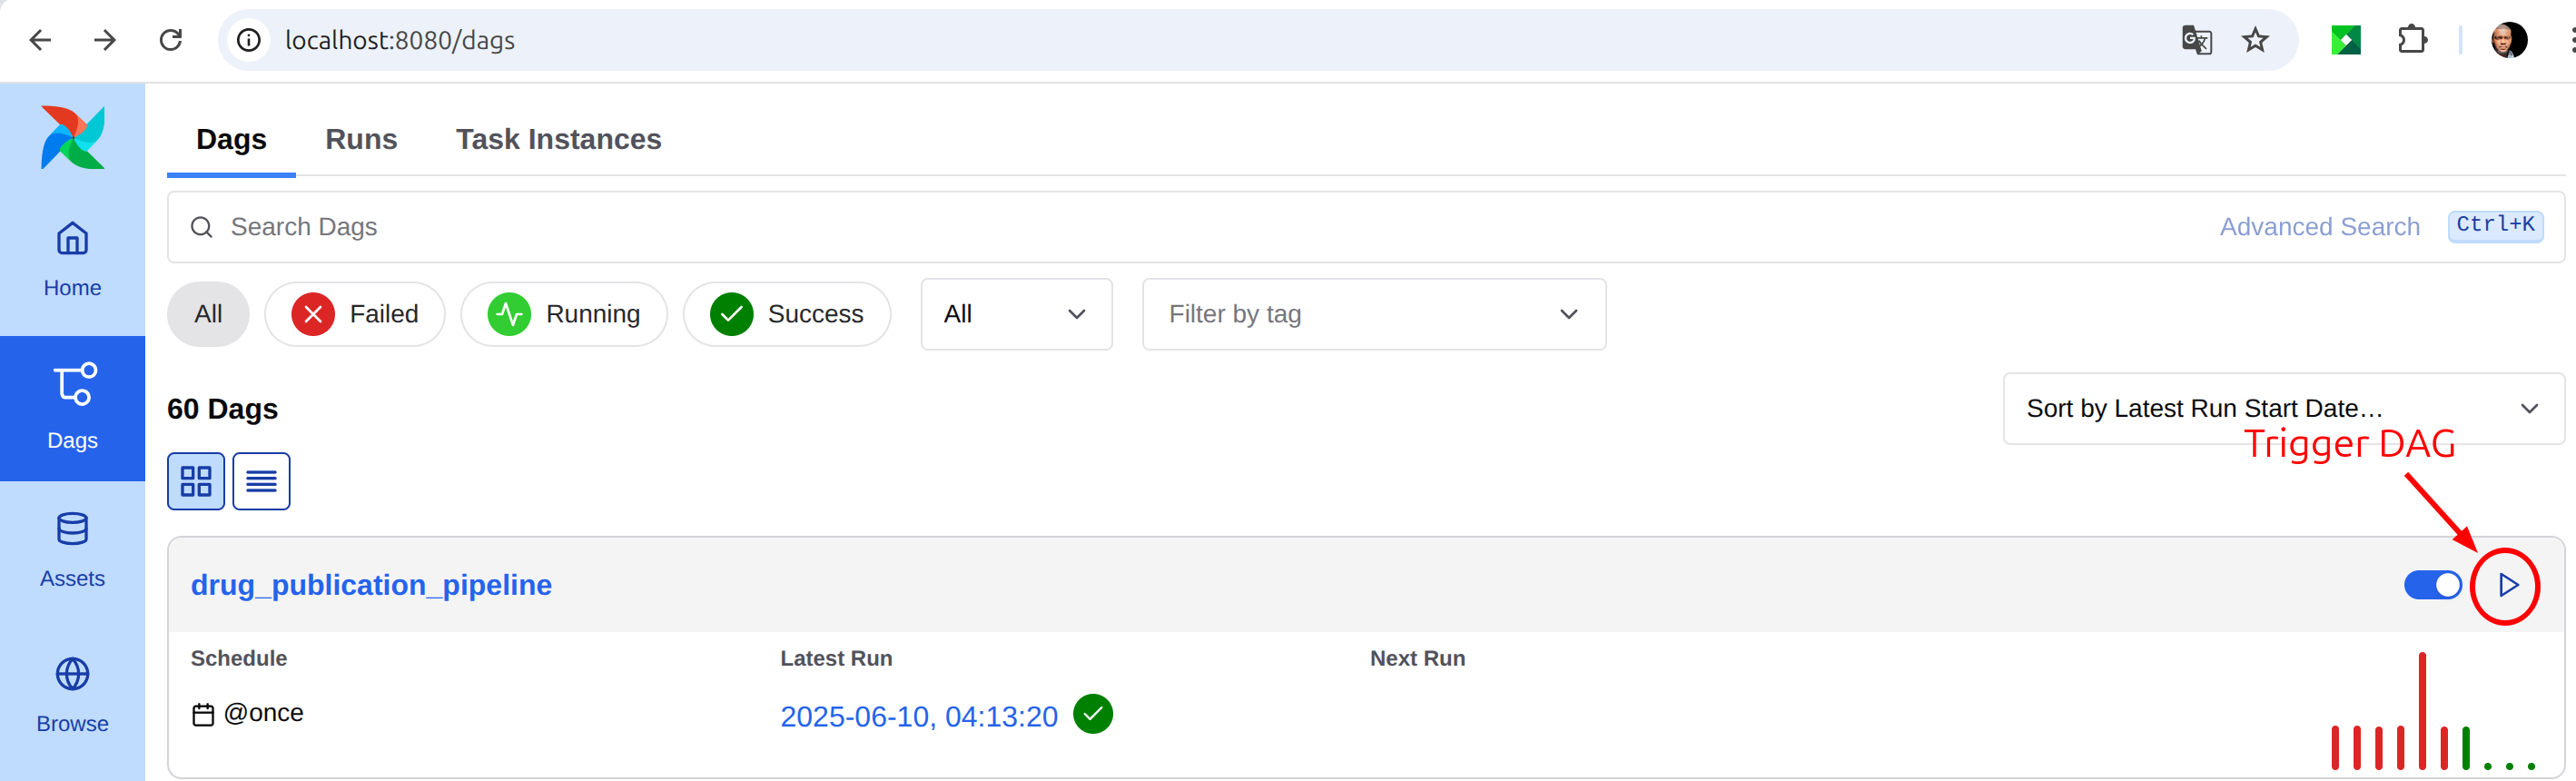 localhost:8080/dags
Dags Runs Task Instances
Search Dags Advanced Search Ctrl+K
Home
All Failed Running Success All Filter by tag
60 Dags
Sort by Latest Run Start Date…
Trigger DAG
Dags
Assets
drug_publication_pipeline
Schedule Latest Run Next Run
@once 2025-06-10, 04:13:20
Browse